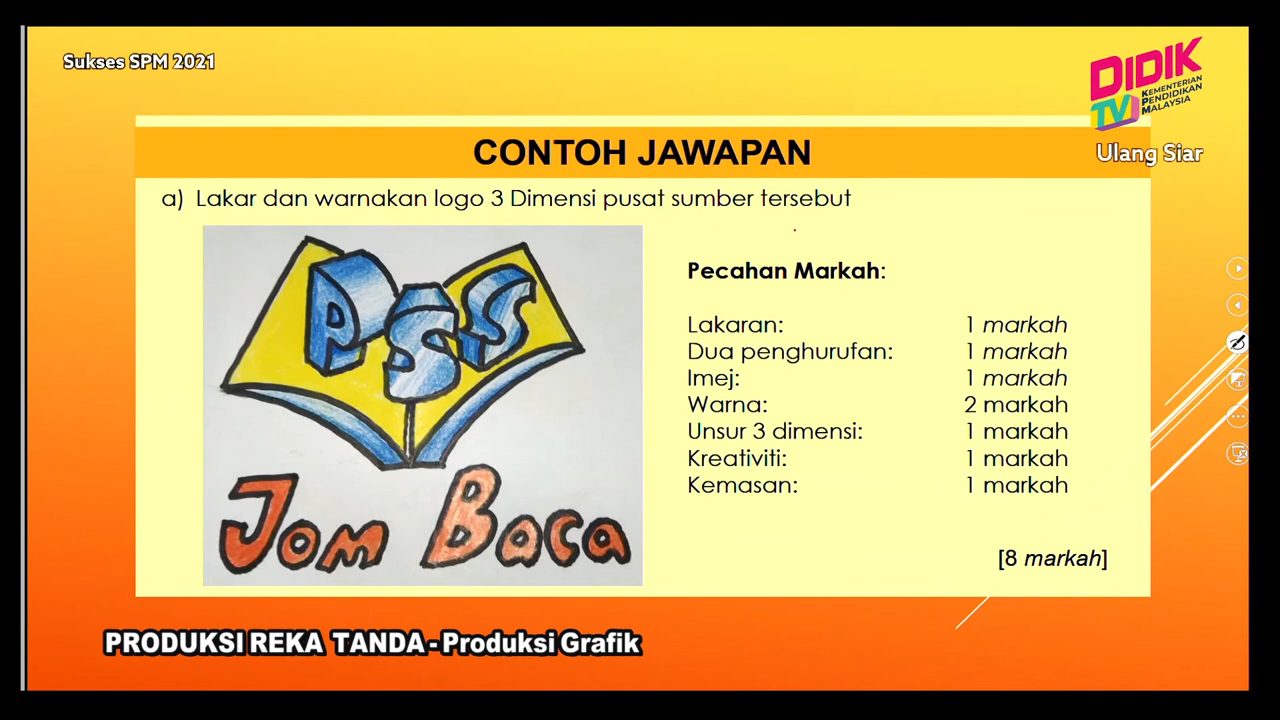 Sukses SPM 2021
DIDIK
TV
KEMENTERIAN
PENDIDIKAN
MALAYSIA
Ulang Siar
CONTOH JAWAPAN
a) Lakar dan warnakan logo 3 Dimensi pusat sumber tersebut
PSS
Jom Baca
Pecahan Markah:
Lakaran: 1 markah
Dua penghurufan: 1 markah
Imej: 1 markah
Warna: 2 markah
Unsur 3 dimensi: 1 markah
Kreativiti: 1 markah
Kemasan: 1 markah
[8 markah]
PRODUKSI REKA TANDA - Produksi Grafik